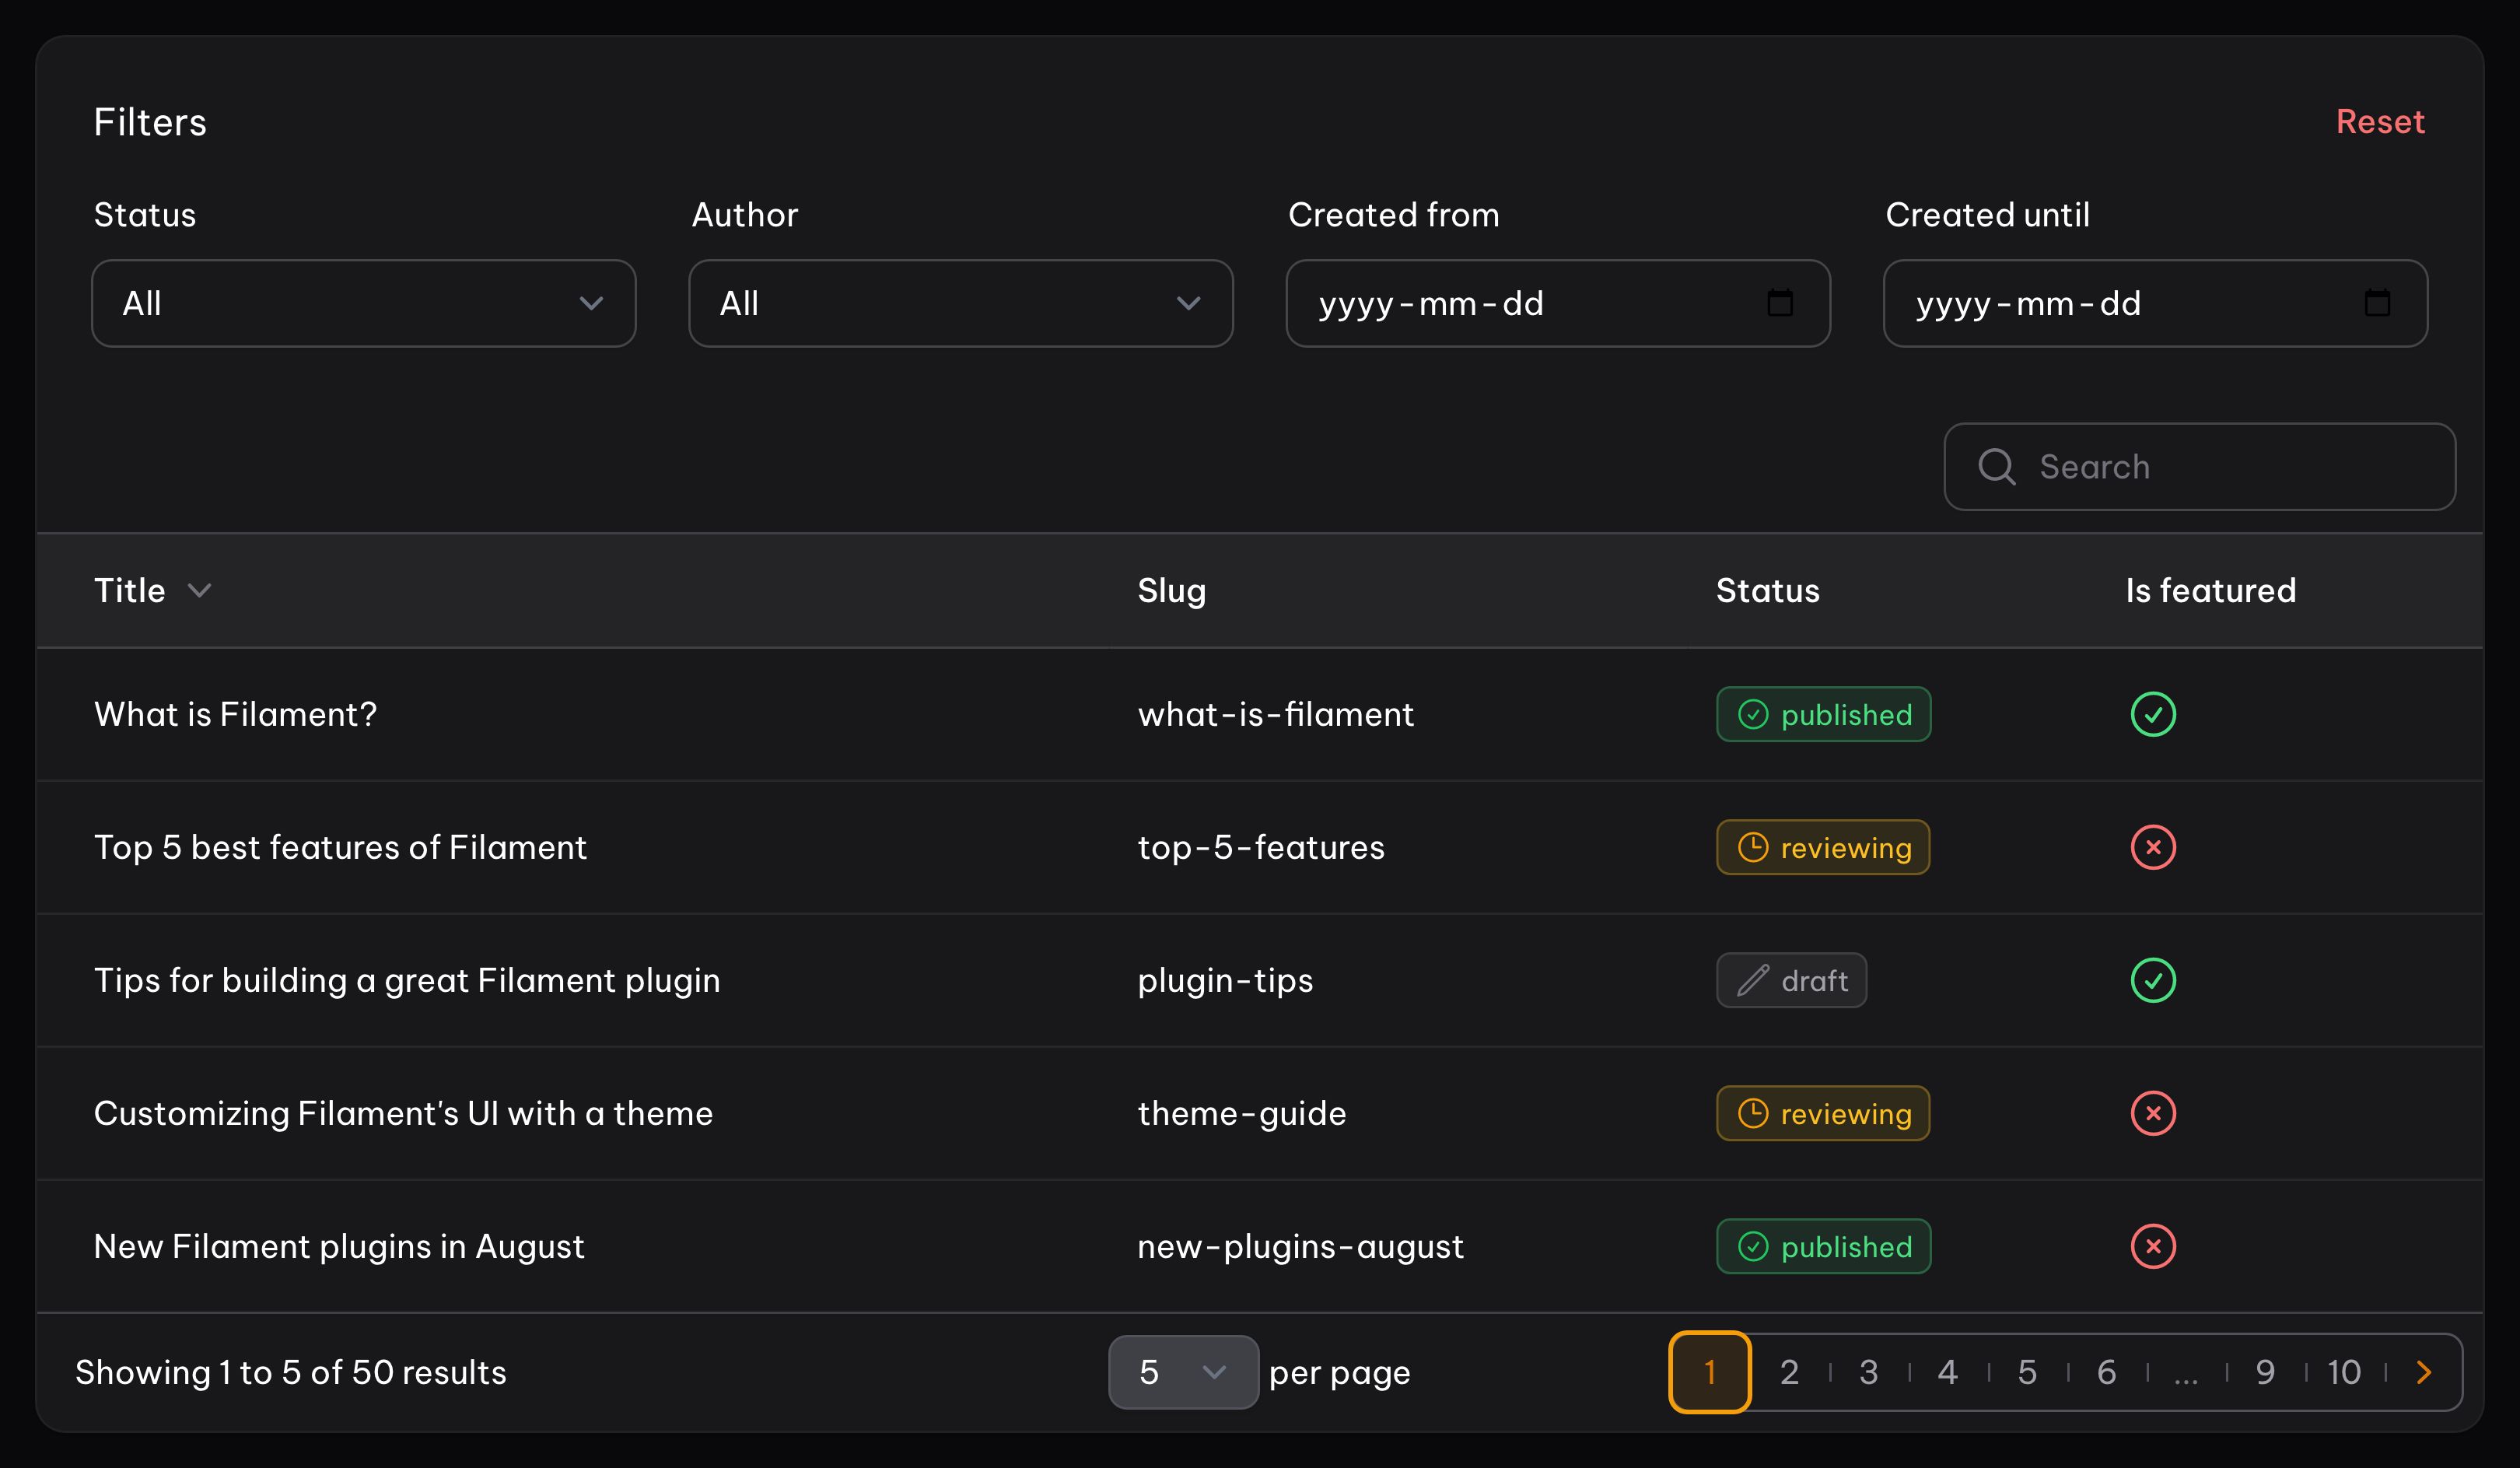 Filters Reset
Status Author Created from Created until
All All yyyy-mm-dd yyyy-mm-dd
Search
Title Slug Status Is featured
What is Filament? what-is-filament published
Top 5 best features of Filament top-5-features reviewing
Tips for building a great Filament plugin plugin-tips draft
Customizing Filament's UI with a theme theme-guide reviewing
New Filament plugins in August new-plugins-august published
Showing 1 to 5 of 50 results 5 per page 1 2 3 4 5 6 ... 9 10